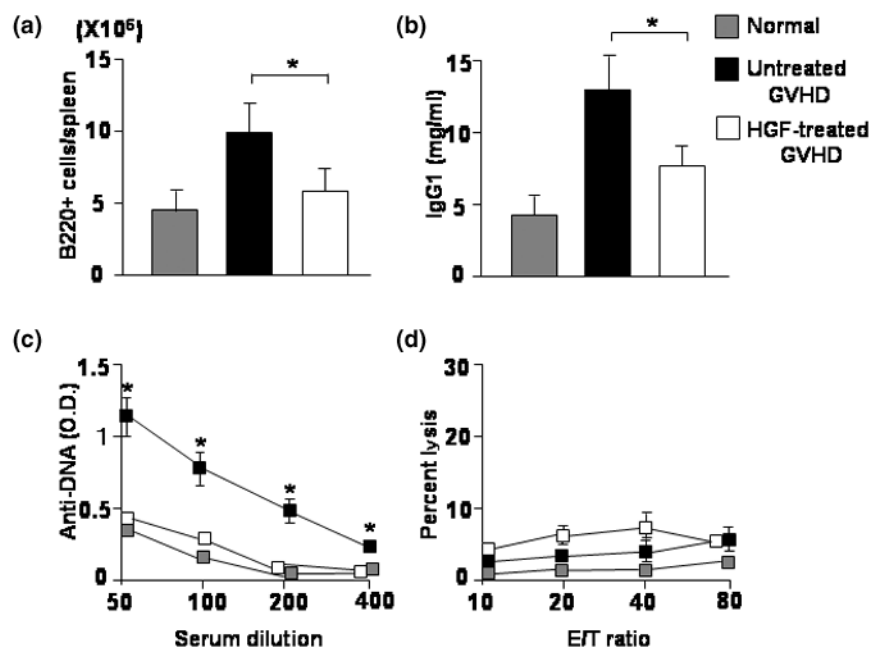 (a)
(X10⁶)
B220+ cells/spleen
15
10
5
0
*
(b)
IgG1 (mg/ml)
15
10
5
0
*
Normal
Untreated
GVHD
HGF-treated
GVHD
(c)
Anti-DNA (O.D.)
1.5
1
0.5
0
*
*
*
*
50 100 200 400
Serum dilution
(d)
Percent lysis
30
20
10
0
10 20 40 80
E/T ratio